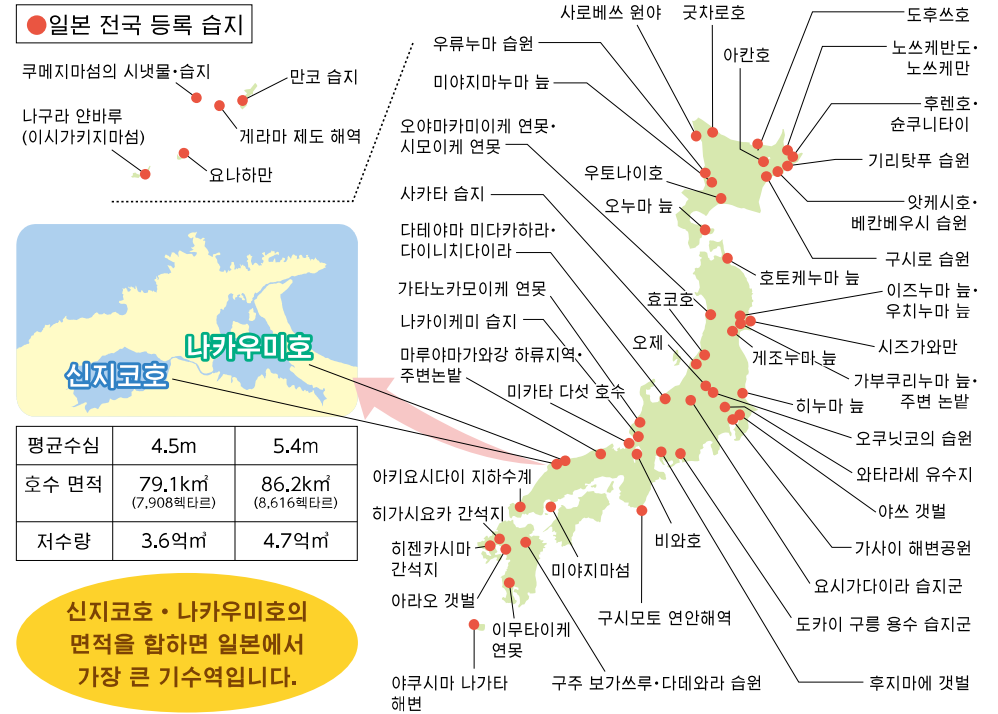 ●일본 전국 등록 습지
쿠메지마섬의 시냇물･습지
만코 습지
나구라 얀바루
(이시가키지마섬)
게라마 제도 해역
요나하만
사로베쓰 원야
굿차로호
도후쓰호
우류누마 습원
아칸호
노쓰케반도･
노쓰케만
미야지마누마 늪
후렌호･
슌쿠니타이
오야마카미이케 연못･
시모이케 연못
기리탓푸 습원
우토나이호
사카타 습지
앗케시호･
베칸베우시 습원
오누마 늪
다테야마 미다카하라･
다이니치다이라
구시로 습원
호토케누마 늪
가타노카모이케 연못
효코호
이즈누마 늪･
우치누마 늪
나카이케미 습지
오제
시즈가와만
게조누마 늪
마루야마가와강 하류지역･
주변논밭
가부쿠리누마 늪･
주변 논밭
미카타 다섯 호수
히누마 늪
오쿠닛코의 습원
와타라세 유수지
아키요시다이 지하수계
야쓰 갯벌
히가시요카 간석지
비와호
가사이 해변공원
히젠카시마
간석지
미야지마섬
요시가다이라 습지군
아라오 갯벌
구시모토 연안해역
이무타이케
연못
도카이 구릉 용수 습지군
야쿠시마 나가타
해변
구주 보가쓰루･다데와라 습원
후지마에 갯벌
나카우미호
신지코호
평균수심 4.5m 5.4m
호수 면적 79.1k㎡ 86.2k㎡
(7,908헥타르) (8,616헥타르)
저수량 3.6억㎥ 4.7억㎥
신지코호･나카우미호의
면적을 합하면 일본에서
가장 큰 기수역입니다.